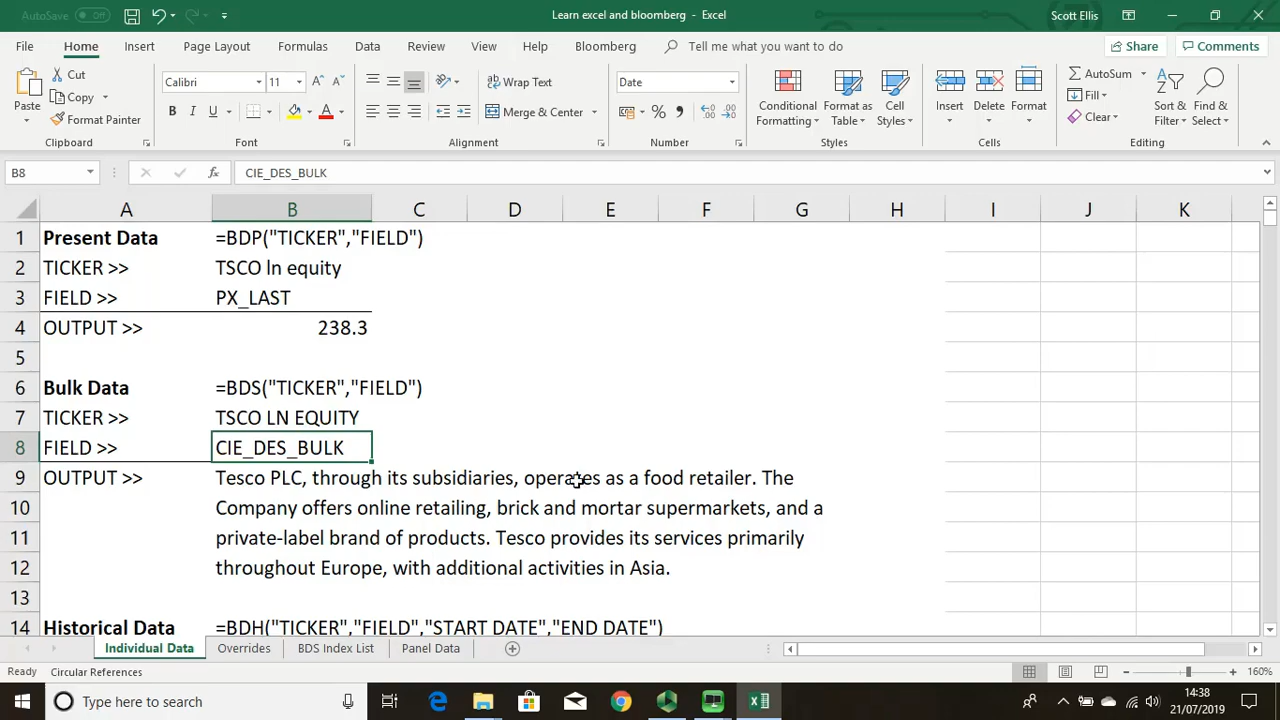 AutoSave Off
Learn excel and bloomberg - Excel
Scott Ellis
File Home Insert Page Layout Formulas Data Review View Help Bloomberg Tell me what you want to do Share Comments
Paste
Cut
Copy
Format Painter
Clipboard
Calibri 11
B I U
Font
Wrap Text
Merge & Center
Alignment
Date
Number
Conditional Formatting
Format as Table
Cell Styles
Styles
Insert
Delete
Format
Cells
AutoSum
Fill
Clear
Sort & Filter
Find & Select
Editing
B8 fx CIE_DES_BULK
A B C D E F G H I J K
1 Present Data =BDP("TICKER","FIELD")
2 TICKER >> TSCO ln equity
3 FIELD >> PX_LAST
4 OUTPUT >> 238.3
5
6 Bulk Data =BDS("TICKER","FIELD")
7 TICKER >> TSCO LN EQUITY
8 FIELD >> CIE_DES_BULK
9 OUTPUT >> Tesco PLC, through its subsidiaries, operates as a food retailer. The
10 Company offers online retailing, brick and mortar supermarkets, and a
11 private-label brand of products. Tesco provides its services primarily
12 throughout Europe, with additional activities in Asia.
13
14 Historical Data =BDH("TICKER","FIELD","START DATE","END DATE")
Individual Data Overrides BDS Index List Panel Data
Ready Circular References 160%
Type here to search
14:38
21/07/2019